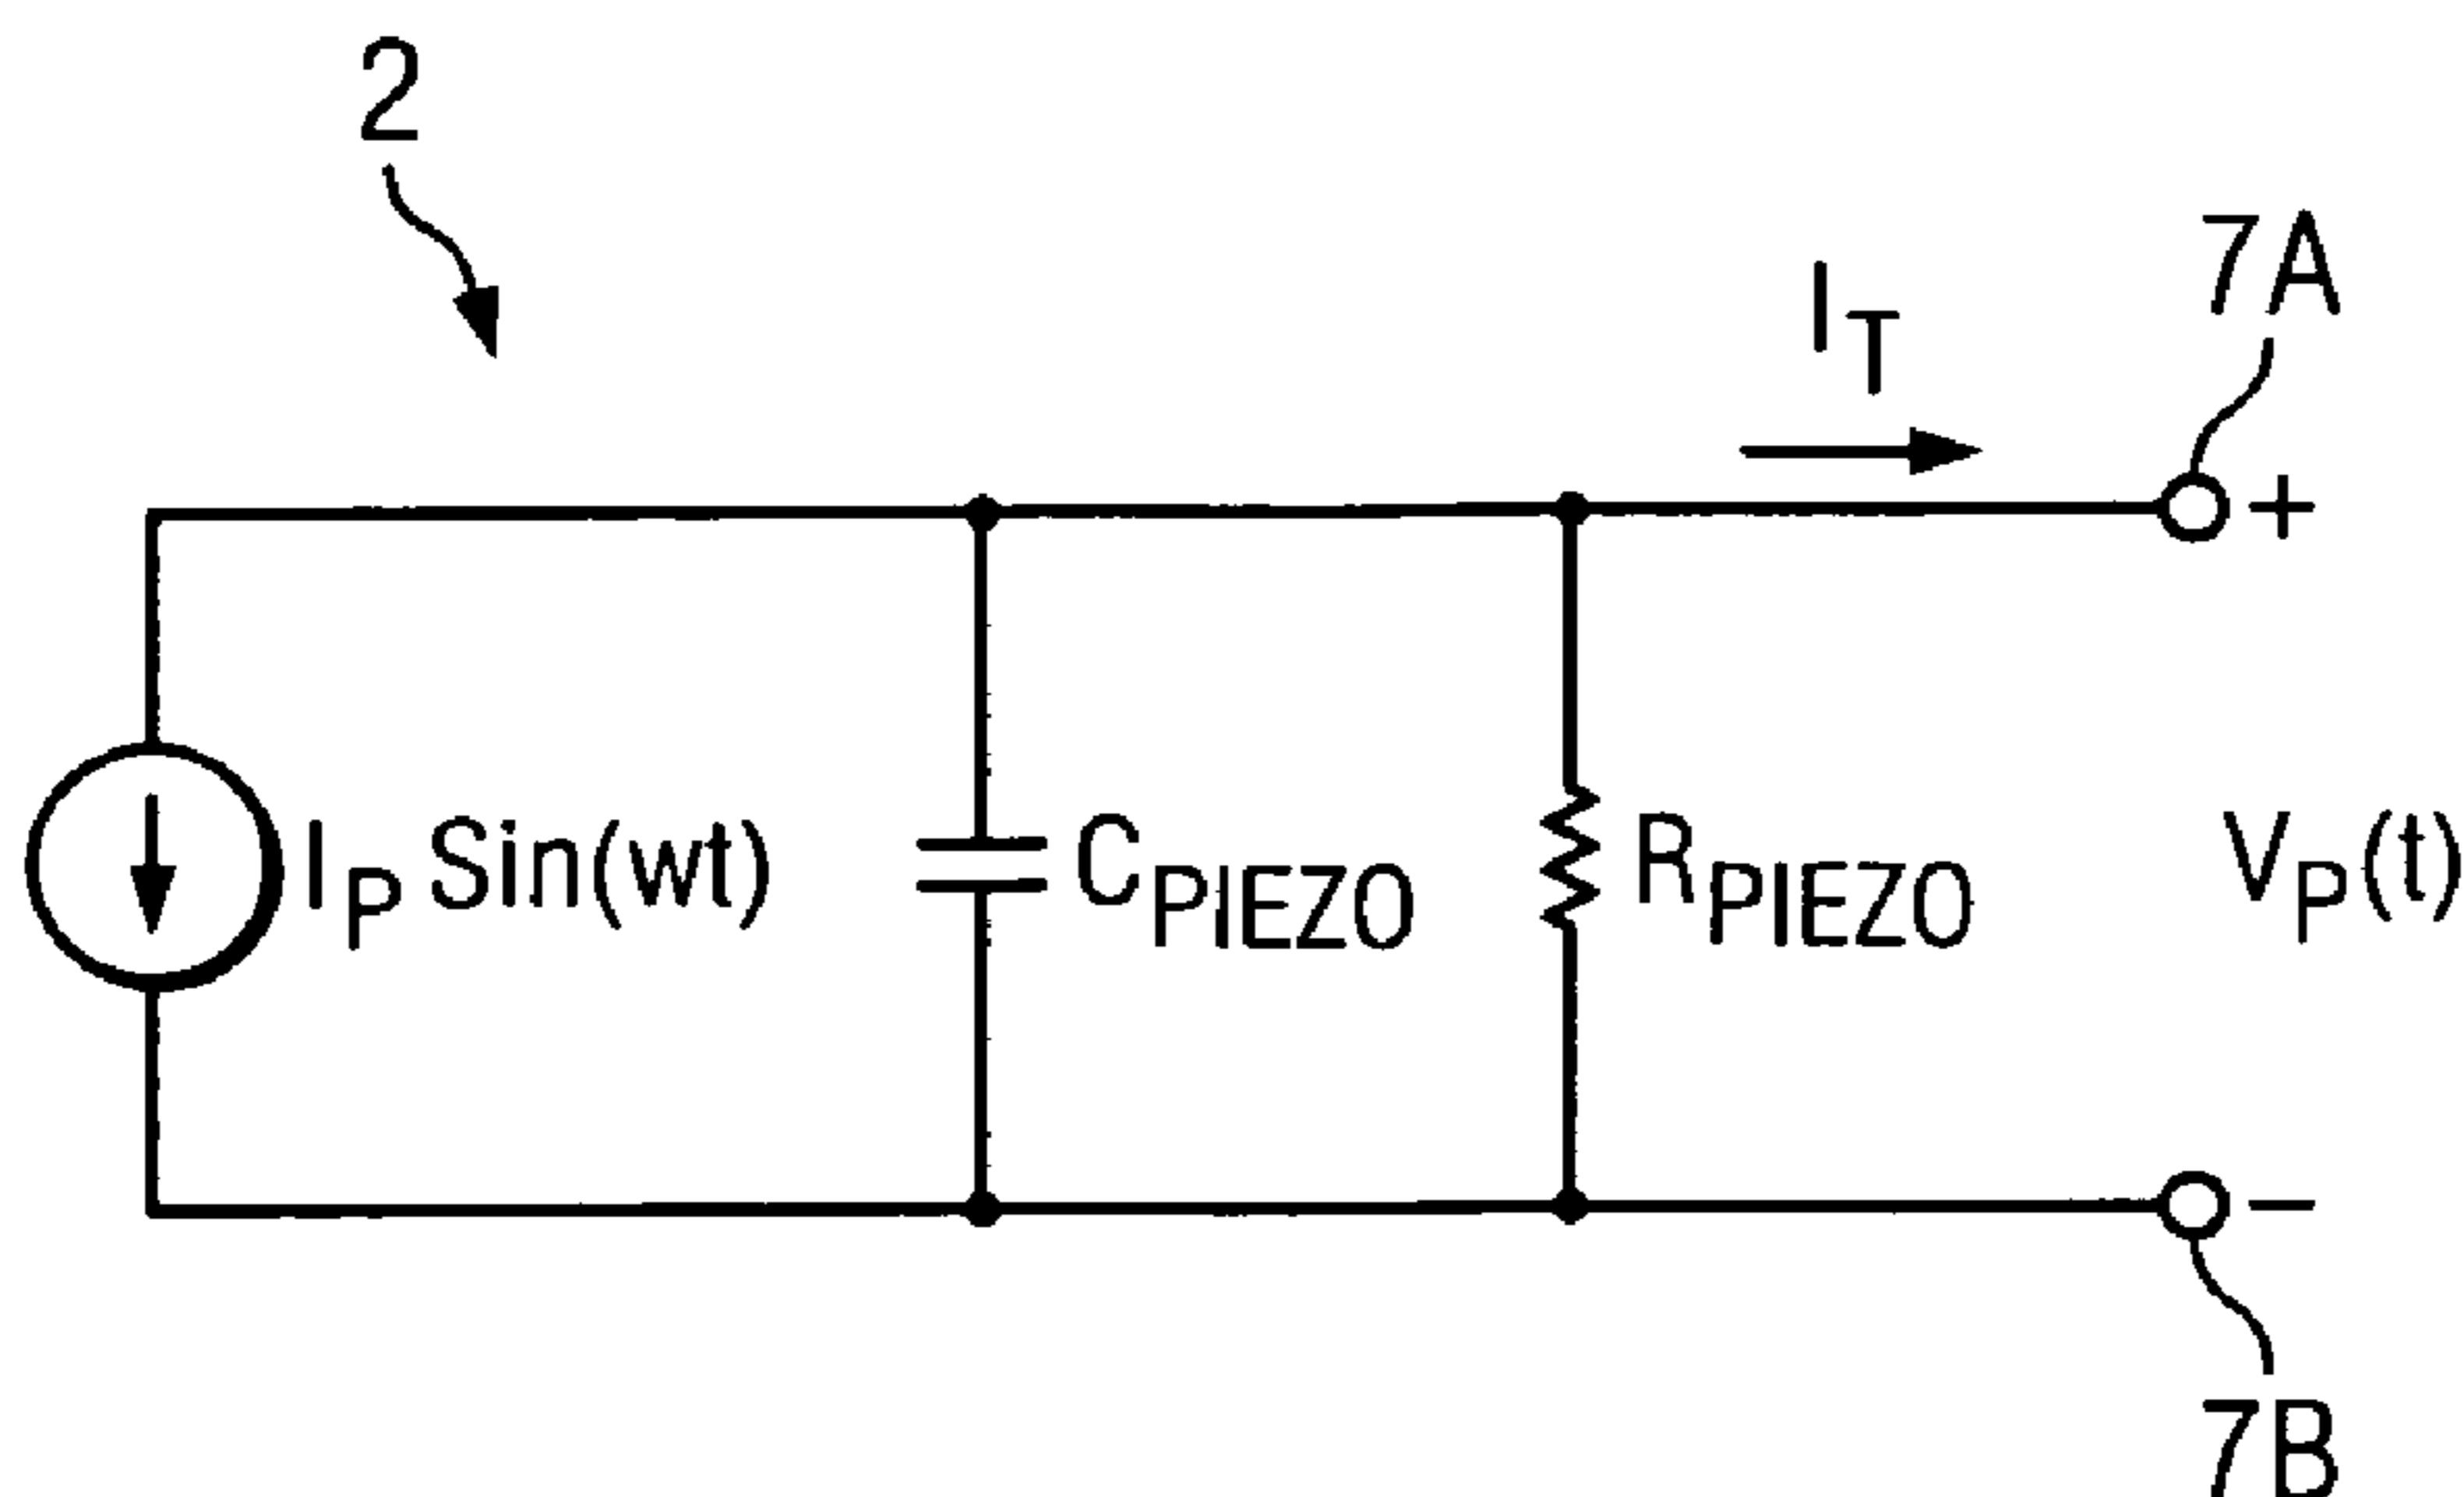 2
7A
I_T
+
I_P Sin(wt)
C_PIEZO
R_PIEZO
V_P(t)
−
7B